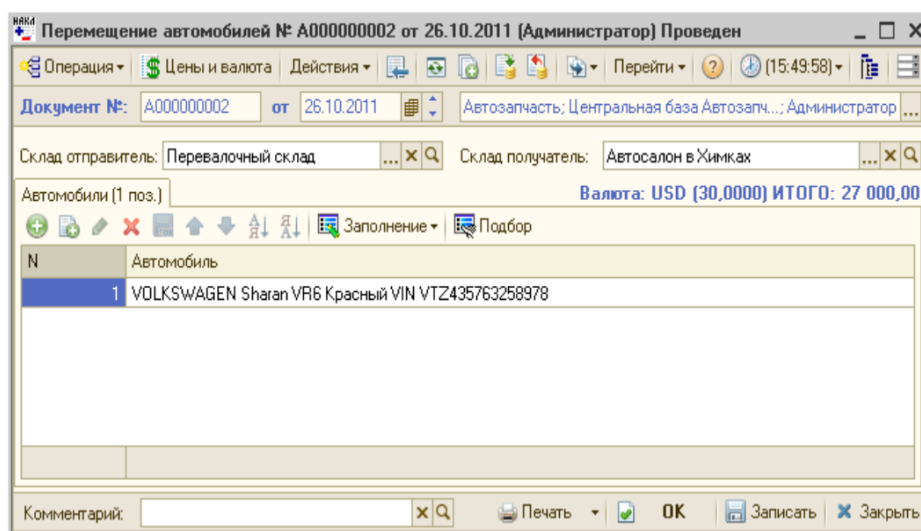 Перемещение автомобилей № А000000002 от 26.10.2011 (Администратор) Проведен
Операция Цены и валюта Действия Перейти (15:49:58)
Документ №: А000000002 от 26.10.2011 Автозапчасть; Центральная база Автозапч...; Администратор ...
Склад отправитель: Перевалочный склад ... Склад получатель: Автосалон в Химках ...
Автомобили (1 поз.) Валюта: USD (30,0000) ИТОГО: 27 000,00
Заполнение Подбор
N Автомобиль
1 VOLKSWAGEN Sharan VR6 Красный VIN VTZ435763258978
Комментарий: Печать OK Записать Закрыть